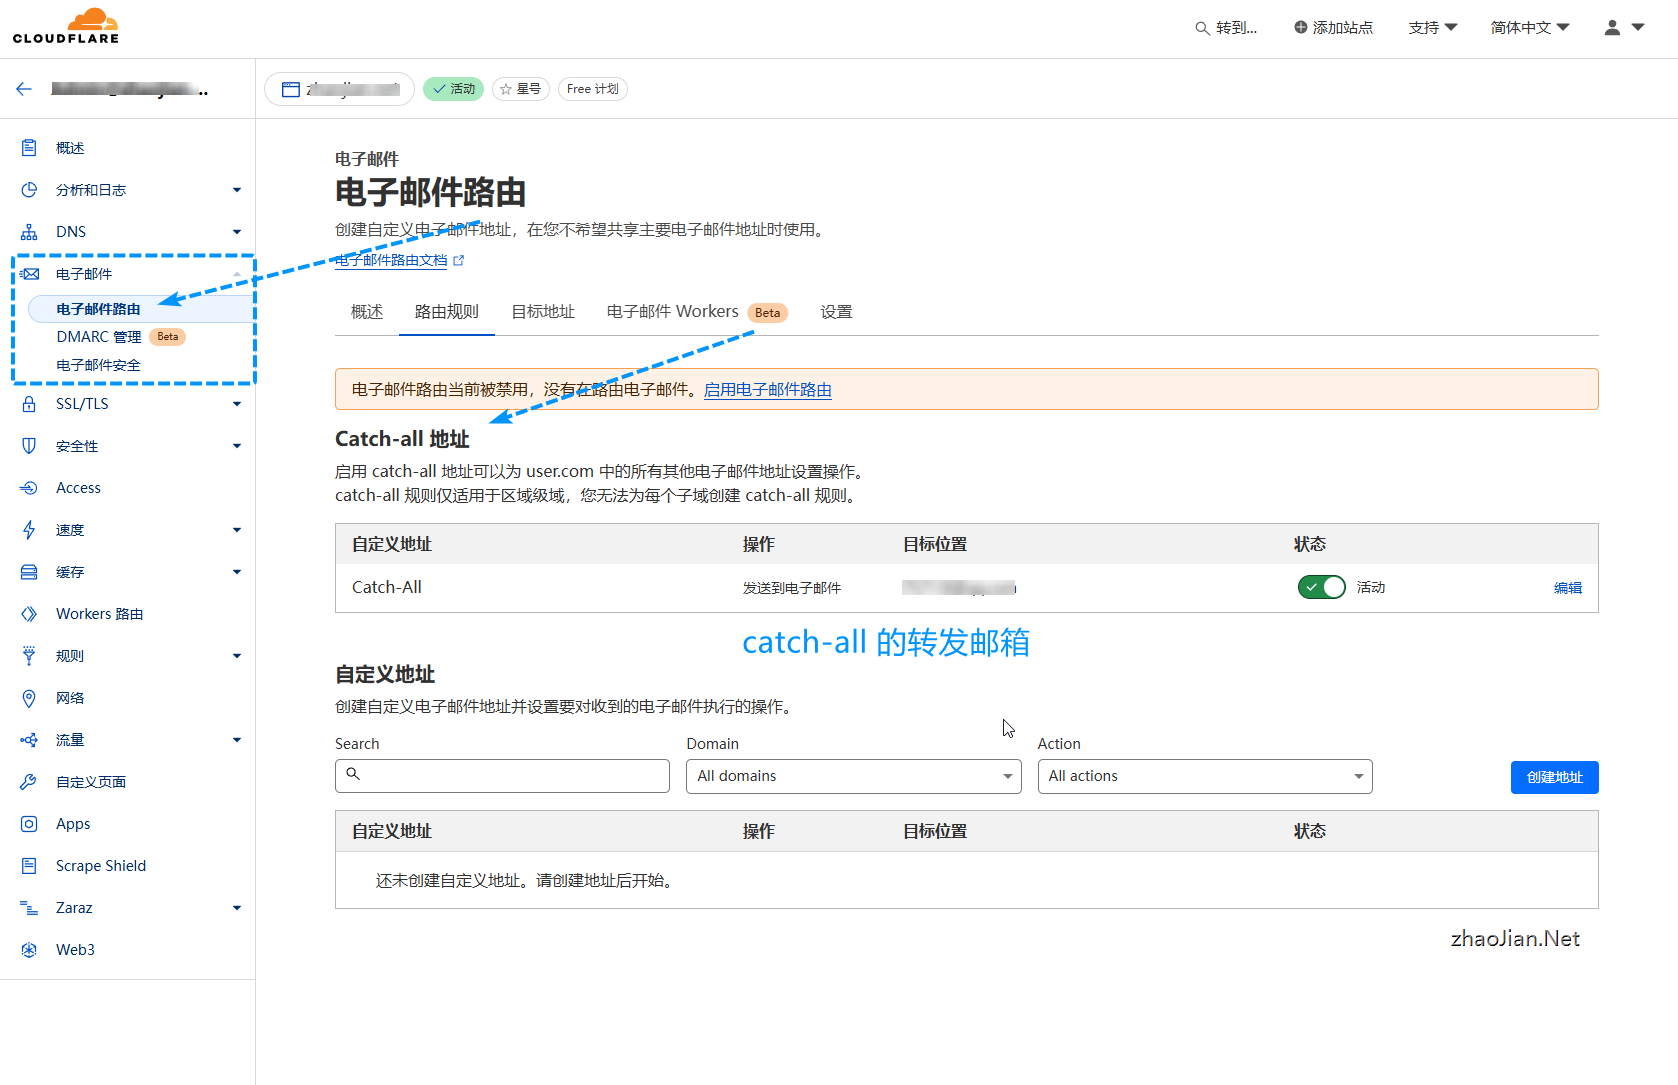 CLOUDFLARE
转到...
添加站点
支持
简体中文
活动
星号
Free 计划
概述
分析和日志
DNS
电子邮件
电子邮件路由
DMARC 管理 Beta
电子邮件安全
SSL/TLS
安全性
Access
速度
缓存
Workers 路由
规则
网络
流量
自定义页面
Apps
Scrape Shield
Zaraz
Web3
电子邮件
电子邮件路由
创建自定义电子邮件地址，在您不希望共享主要电子邮件地址时使用。
电子邮件路由文档
概述 路由规则 目标地址 电子邮件 Workers Beta 设置
电子邮件路由当前被禁用，没有在路由电子邮件。启用电子邮件路由
Catch-all 地址
启用 catch-all 地址可以为 user.com 中的所有其他电子邮件地址设置操作。
catch-all 规则仅适用于区域级域，您无法为每个子域创建 catch-all 规则。
自定义地址 操作 目标位置 状态
Catch-All 发送到电子邮件 活动 编辑
catch-all 的转发邮箱
自定义地址
创建自定义电子邮件地址并设置要对收到的电子邮件执行的操作。
Search Domain Action
All domains All actions 创建地址
自定义地址 操作 目标位置 状态
还未创建自定义地址。请创建地址后开始。
zhaoJian.Net